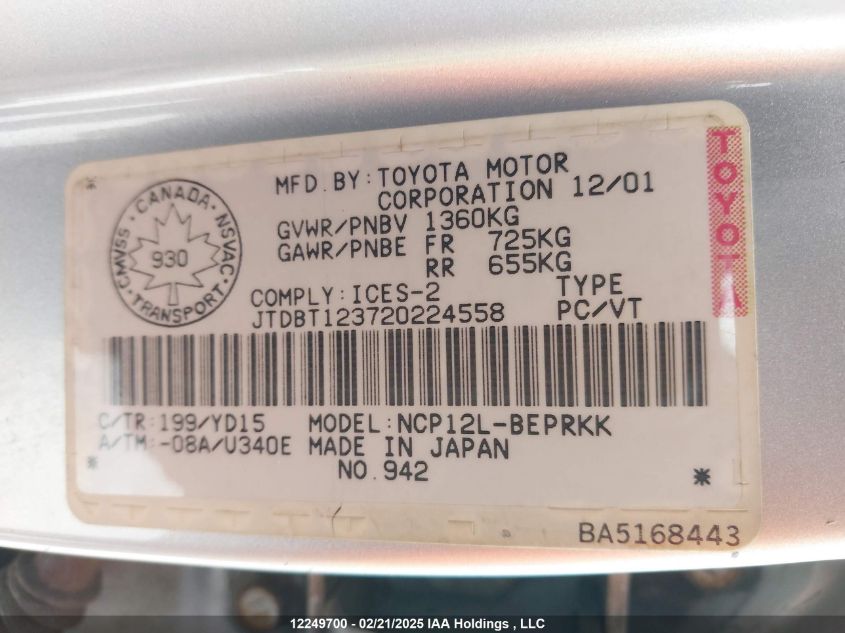 MFD. BY: TOYOTA MOTOR
CORPORATION 12/01
GVWR/PNBV 1360KG
GAWR/PNBE FR 725KG
RR 655KG
CANADA
CMVSS 930 NSVAC
TRANSPORT
TOYOTA
COMPLY: ICES-2 TYPE
JTDBT123720224558 PC/VT
C/TR: 199/YD15 MODEL: NCP12L-BEPRKK
A/TM: -08A/U340E MADE IN JAPAN
NO. 942
BA5168443
12249700 - 02/21/2025 IAA Holdings , LLC